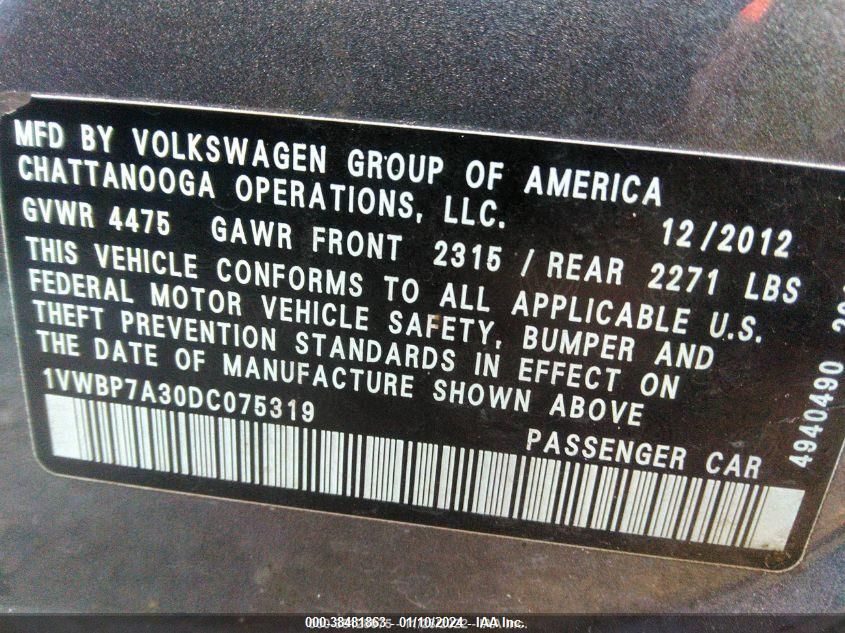 MFD BY VOLKSWAGEN GROUP OF AMERICA
CHATTANOOGA OPERATIONS, LLC.
12/2012
GVWR 4475 GAWR FRONT 2315 / REAR 2271 LBS
THIS VEHICLE CONFORMS TO ALL APPLICABLE U.S.
FEDERAL MOTOR VEHICLE SAFETY, BUMPER AND
THEFT PREVENTION STANDARDS IN EFFECT ON
THE DATE OF MANUFACTURE SHOWN ABOVE
1VWBP7A30DC075319
PASSENGER CAR
4940490
000-38481863 - 01/10/2024 - IAA Inc.